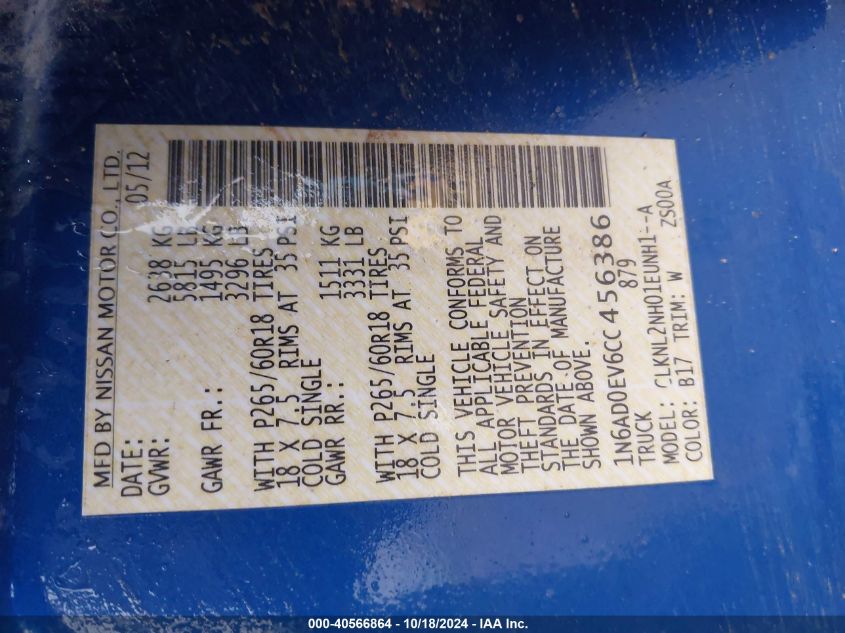 MFD BY NISSAN MOTOR CO., LTD.
DATE: 05/12
GVWR: 2638 KG
5815 LB
GAWR FR.: 1495 KG
3296 LB
WITH P265/60R18 TIRES
18 X 7.5 RIMS AT 35 PSI
COLD SINGLE
GAWR RR.: 1511 KG
3331 LB
WITH P265/60R18 TIRES
18 X 7.5 RIMS AT 35 PSI
COLD SINGLE
THIS VEHICLE CONFORMS TO
ALL APPLICABLE FEDERAL
MOTOR VEHICLE SAFETY AND
THEFT PREVENTION
STANDARDS IN EFFECT ON
THE DATE OF MANUFACTURE
SHOWN ABOVE.
1N6AD0EV6CC456386
TRUCK 879
MODEL: CLKNL2NHO1EUNH1--A
COLOR: B17 TRIM: W ZS00A
000-40566864 - 10/18/2024 - IAA Inc.